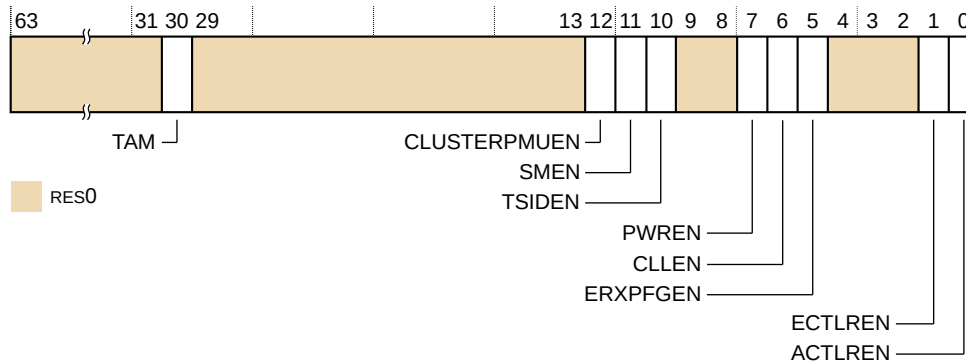 63 31 30 29 13 12 11 10 9 8 7 6 5 4 3 2 1 0
TAM
CLUSTERPMUEN
SMEN
TSIDEN
RES0
PWREN
CLLEN
ERXPFGEN
ECTLREN
ACTLREN